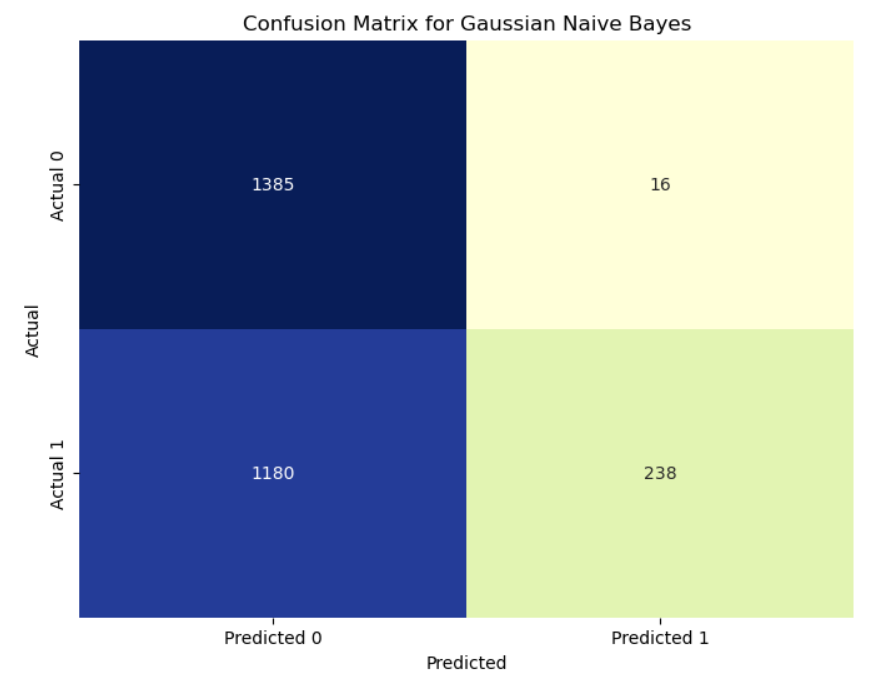 Confusion Matrix for Gaussian Naive Bayes
Actual
Actual 0
1385
16
Actual 1
1180
238
Predicted 0
Predicted 1
Predicted